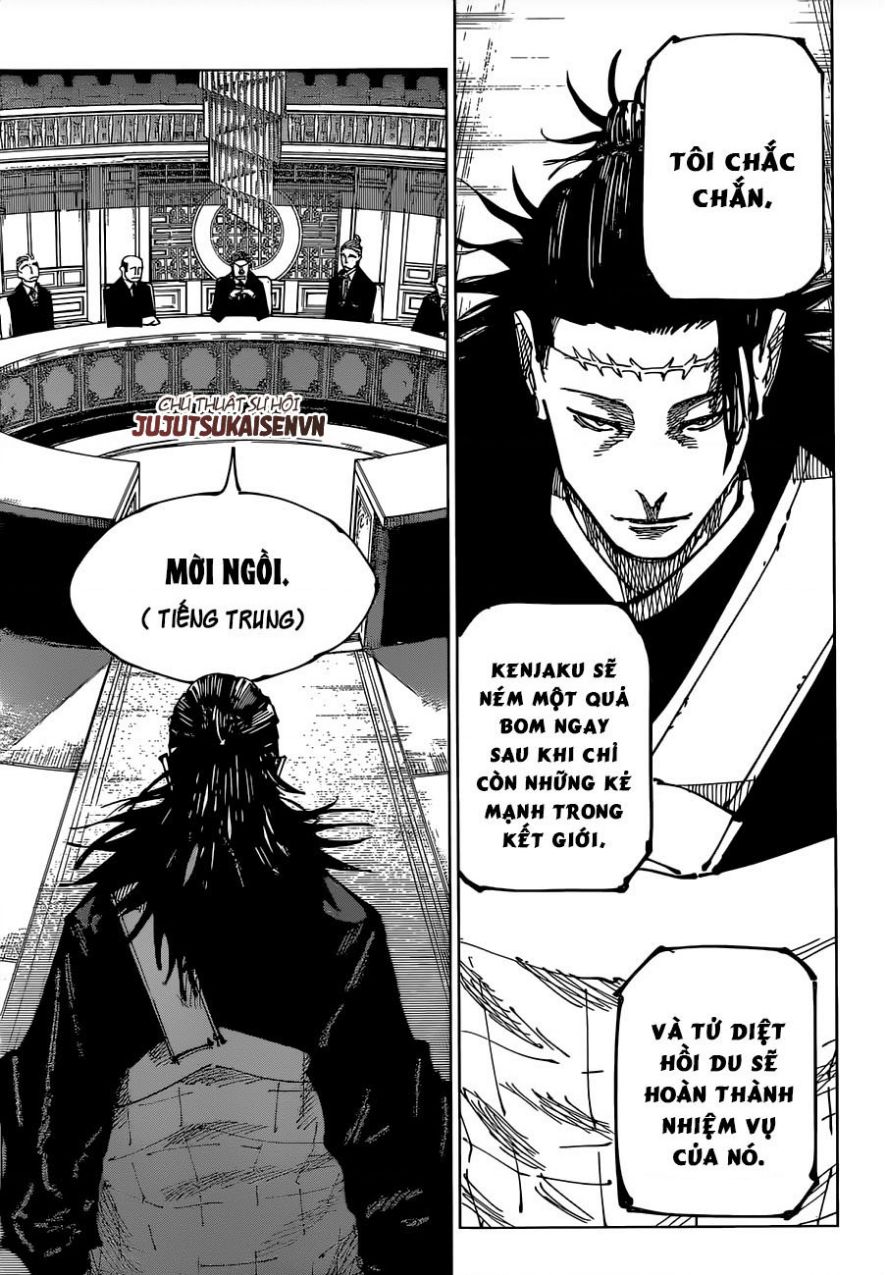 TÔI CHẮC
CHẮN.
KENJAKU SẼ
NÉM MỘT QUẢ
BOM NGAY
SAU KHI CHỈ
CÒN NHỮNG KẺ
MẠNH TRONG
KẾT GIỚI.
VÀ TỬ DIỆT
HỒI DU SẼ
HOÀN THÀNH
NHIỆM VỤ
CỦA NÓ.
CHÚ THUẬT SƯ HỘI
JUJUTSUKAISENVN
MỜI NGỒI.
( TIẾNG TRUNG)